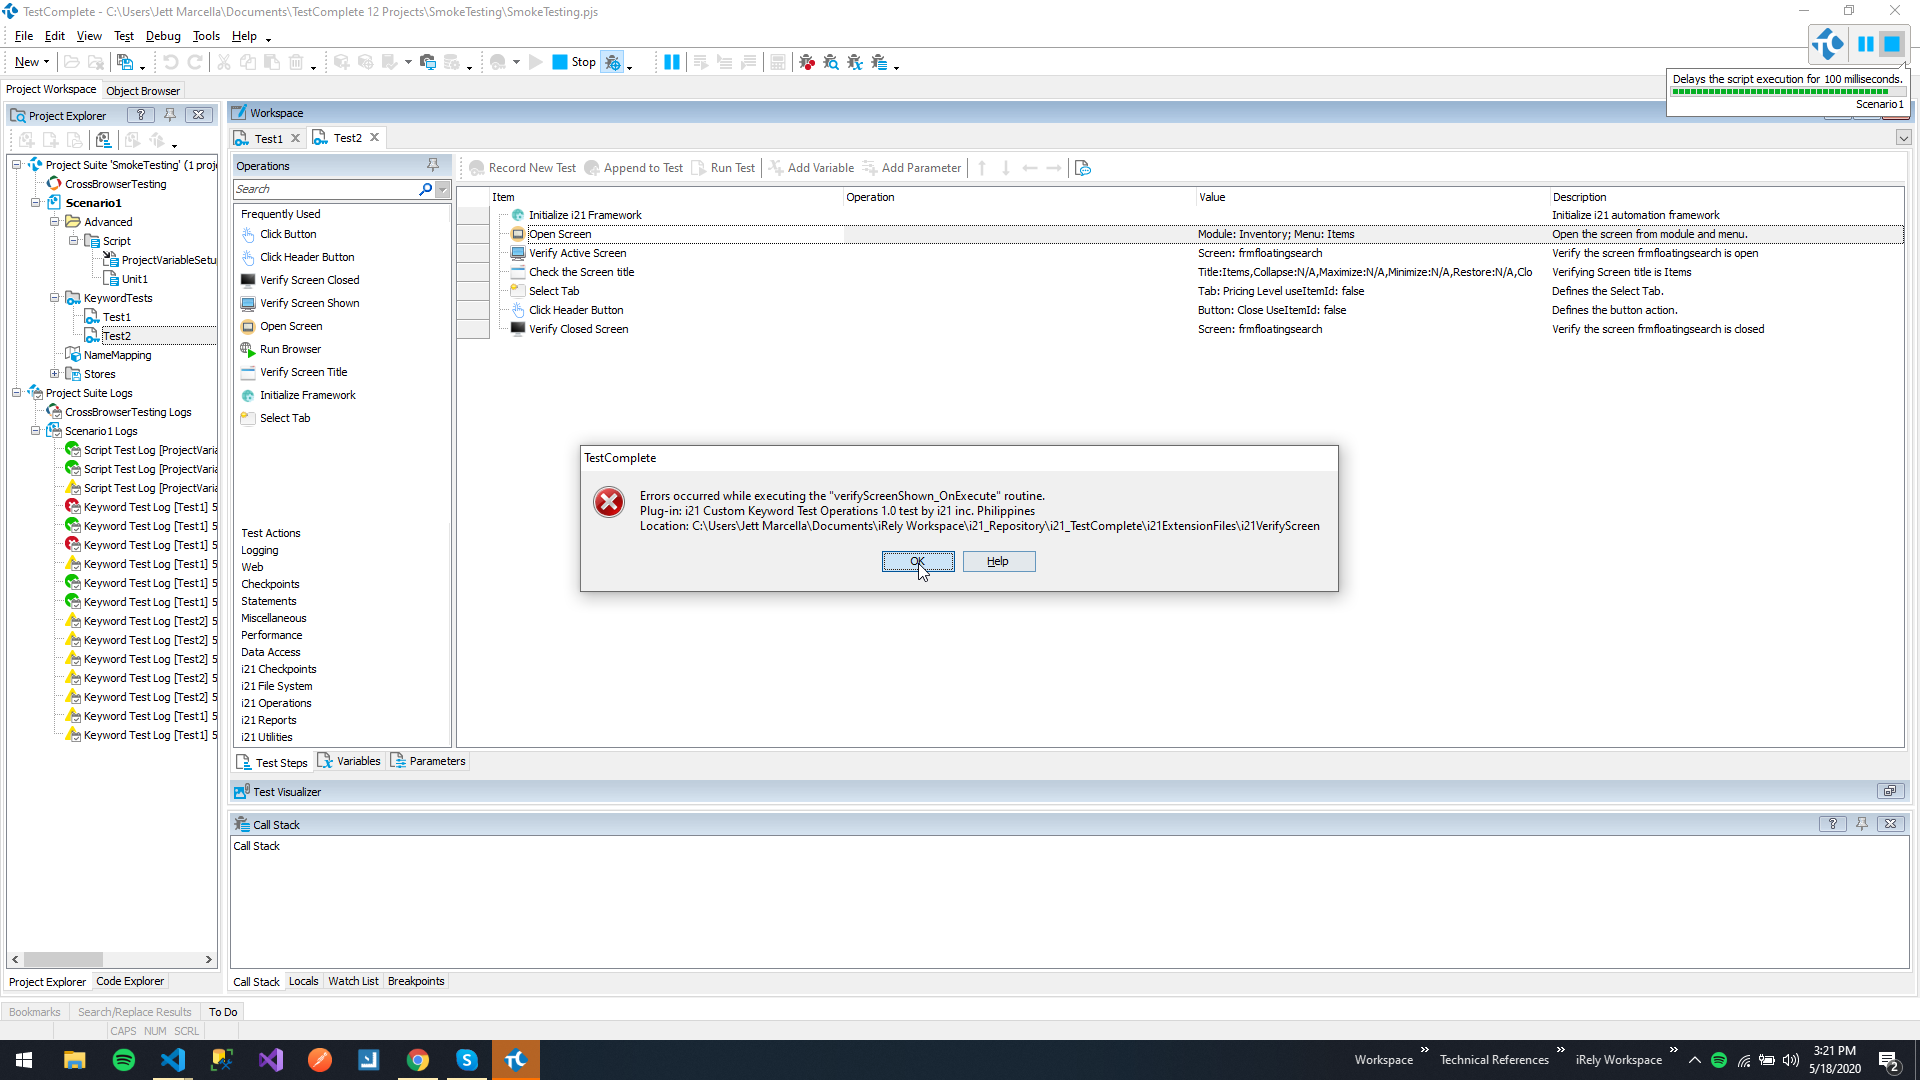 TestComplete - C:\Users\Jett Marcella\Documents\TestComplete 12 Projects\SmokeTesting\SmokeTesting.pjs
File Edit View Test Debug Tools Help
New Stop
Delays the script execution for 100 milliseconds.
Scenario1
Project Workspace Object Browser
Project Explorer
Project Suite 'SmokeTesting' (1 proj
CrossBrowserTesting
Scenario1
Advanced
Script
ProjectVariableSetu
Unit1
KeywordTests
Test1
Test2
NameMapping
Stores
Project Suite Logs
CrossBrowserTesting Logs
Scenario1 Logs
Script Test Log [ProjectVaria
Script Test Log [ProjectVaria
Script Test Log [ProjectVaria
Keyword Test Log [Test1] 5
Keyword Test Log [Test1] 5
Keyword Test Log [Test1] 5
Keyword Test Log [Test1] 5
Keyword Test Log [Test1] 5
Keyword Test Log [Test1] 5
Keyword Test Log [Test2] 5
Keyword Test Log [Test2] 5
Keyword Test Log [Test2] 5
Keyword Test Log [Test2] 5
Keyword Test Log [Test2] 5
Keyword Test Log [Test1] 5
Keyword Test Log [Test1] 5
Project Explorer Code Explorer
Workspace
Test1 Test2
Operations
Search
Frequently Used
Click Button
Click Header Button
Verify Screen Closed
Verify Screen Shown
Open Screen
Run Browser
Verify Screen Title
Initialize Framework
Select Tab
Test Actions
Logging
Web
Checkpoints
Statements
Miscellaneous
Performance
Data Access
i21 Checkpoints
i21 File System
i21 Operations
i21 Reports
i21 Utilities
Record New Test Append to Test Run Test Add Variable Add Parameter
Item Operation Value Description
Initialize i21 Framework Initialize i21 automation framework
Open Screen Module: Inventory; Menu: Items Open the screen from module and menu.
Verify Active Screen Screen: frmfloatingsearch Verify the screen frmfloatingsearch is open
Check the Screen title Title:Items,Collapse:N/A,Maximize:N/A,Minimize:N/A,Restore:N/A,Clo Verifying Screen title is Items
Select Tab Tab: Pricing Level useItemId: false Defines the Select Tab.
Click Header Button Button: Close UseItemId: false Defines the button action.
Verify Closed Screen Screen: frmfloatingsearch Verify the screen frmfloatingsearch is closed
TestComplete
Errors occurred while executing the "verifyScreenShown_OnExecute" routine.
Plug-in: i21 Custom Keyword Test Operations 1.0 test by i21 inc. Philippines
Location: C:\Users\Jett Marcella\Documents\iRely Workspace\i21_Repository\i21_TestComplete\i21ExtensionFiles\i21VerifyScreen
OK Help
Test Steps Variables Parameters
Test Visualizer
Call Stack
Call Stack
Call Stack Locals Watch List Breakpoints
Bookmarks Search/Replace Results To Do
CAPS NUM SCRL
Workspace » Technical References » iRely Workspace »
3:21 PM
5/18/2020
2